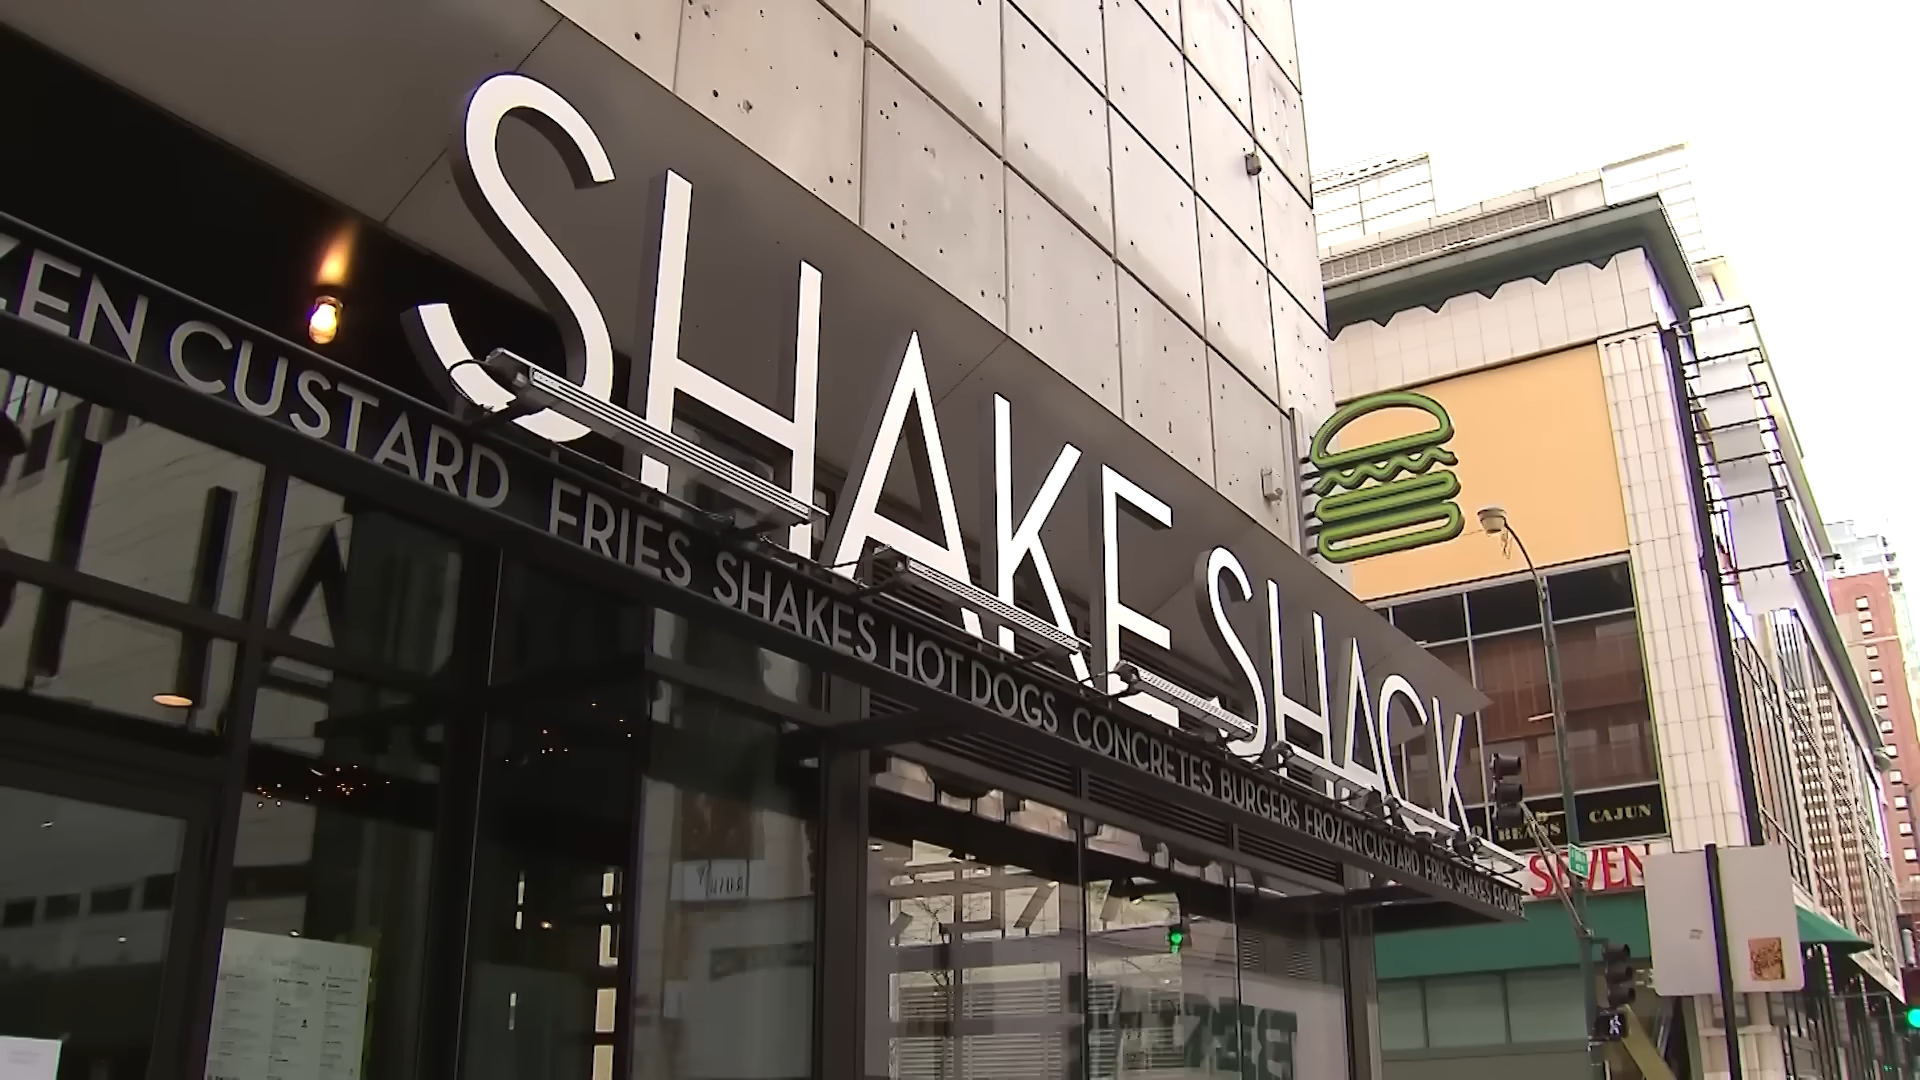 SHAKE SHACK
ZEN CUSTARD FRIES SHAKES HOT DOGS CONCRETES BURGERS FROZEN CUSTARD FRIES SHAKES FLOATS
CAJUN
BEANS
SEVEN